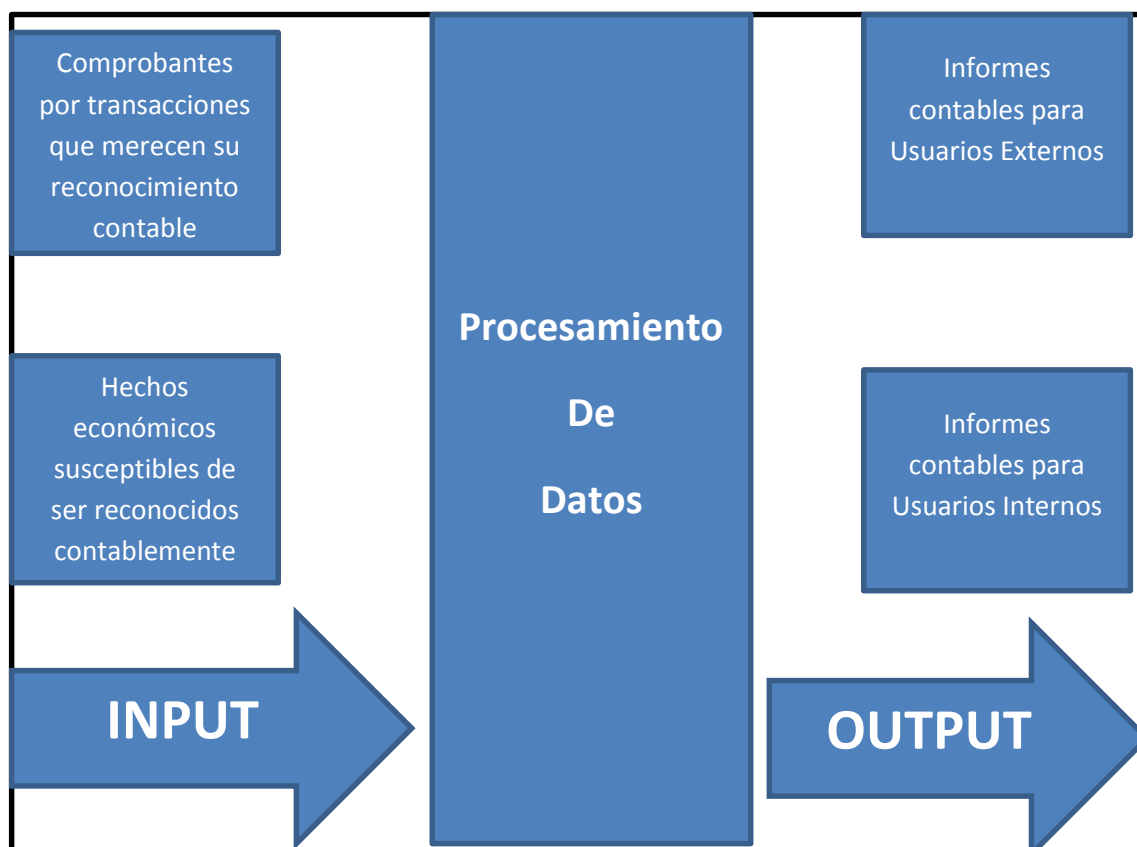 Comprobantes
por transacciones
que merecen su
reconocimiento
contable
Hechos
económicos
susceptibles de
ser reconocidos
contablemente
INPUT
Procesamiento
De
Datos
Informes
contables para
Usuarios Externos
Informes
contables para
Usuarios Internos
OUTPUT